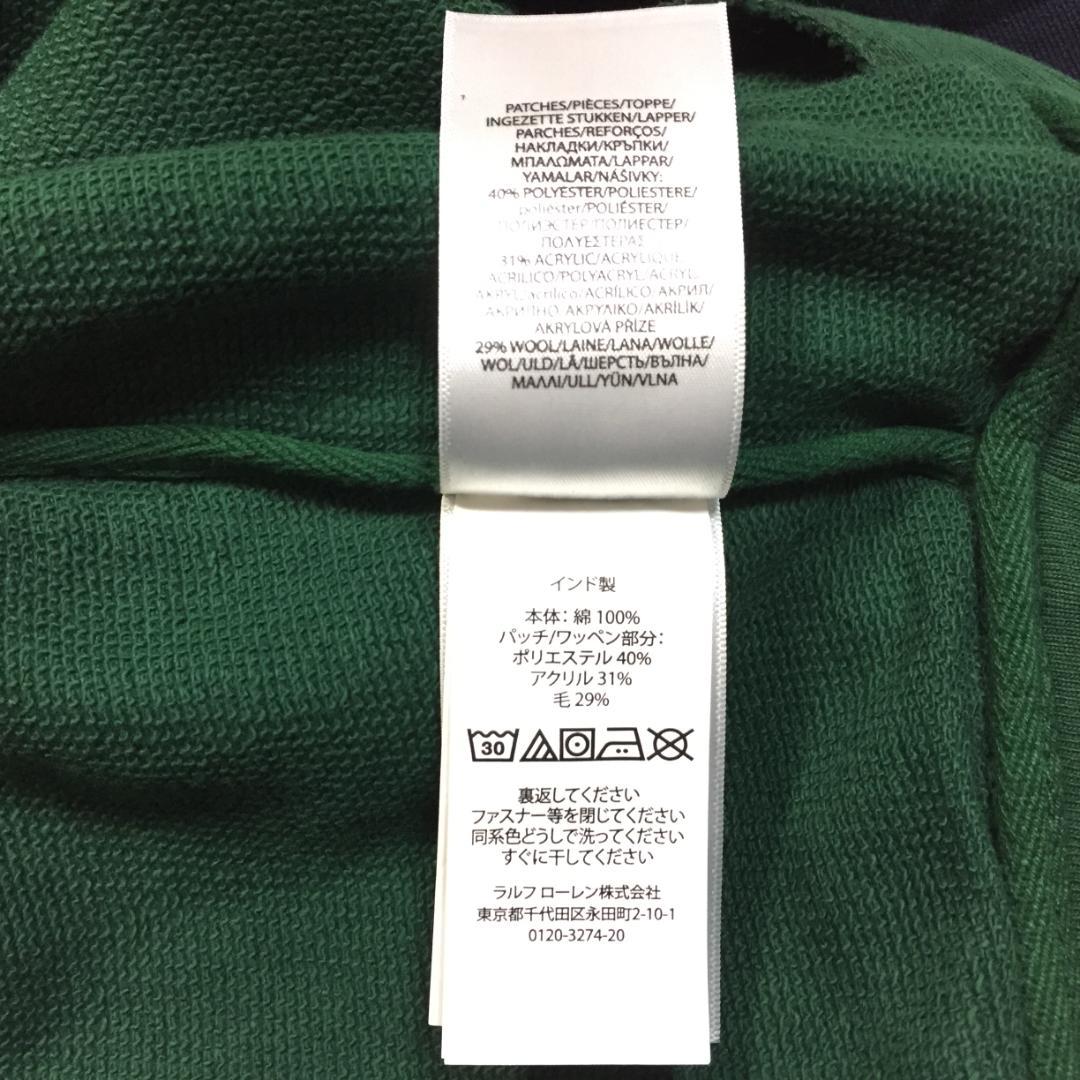 PATCHES/PIÈCES/TOPPE/
INGEZETTE STUKKEN/LAPPER/
PARCHES/REFORÇOS/
НАКЛАДКИ/КРЪПКИ/
ΜΠΑΛΩΜΑΤΑ/LAPPAR/
YAMALAR/NÁŠIVKY:
40% POLYESTER/POLIESTERE/
poliéster/POLIÉSTER/
ПОЛИЭСТЕР/ПОЛИЕСТЕР/
ΠΟΛΥΕΣΤΕΡΑΣ
31% ACRYLIC/ACRYLIQUE
ACRILICO/POLYACRYL/ACRYL
AKRYL/acrílico/ACRÍLICO/АКРИЛ/
АКРИЛНО/ΑΚΡΥΛΙΚΟ/AKRİLİK/
AKRYLOVÁ PŘÍZE
29% WOOL/LAINE/LANA/WOLLE/
WOL/ULD/LÃ/ШЕРСТЬ/ВЪЛНА/
ΜΑΛΛΙ/ULL/YÜN/VLNA
インド製
本体：綿 100%
パッチ/ワッペン部分：
ポリエステル 40%
アクリル 31%
毛 29%
30
裏返してください
ファスナー等を閉じてください
同系色どうしで洗ってください
すぐに干してください
ラルフ ローレン株式会社
東京都千代田区永田町2-10-1
0120-3274-20